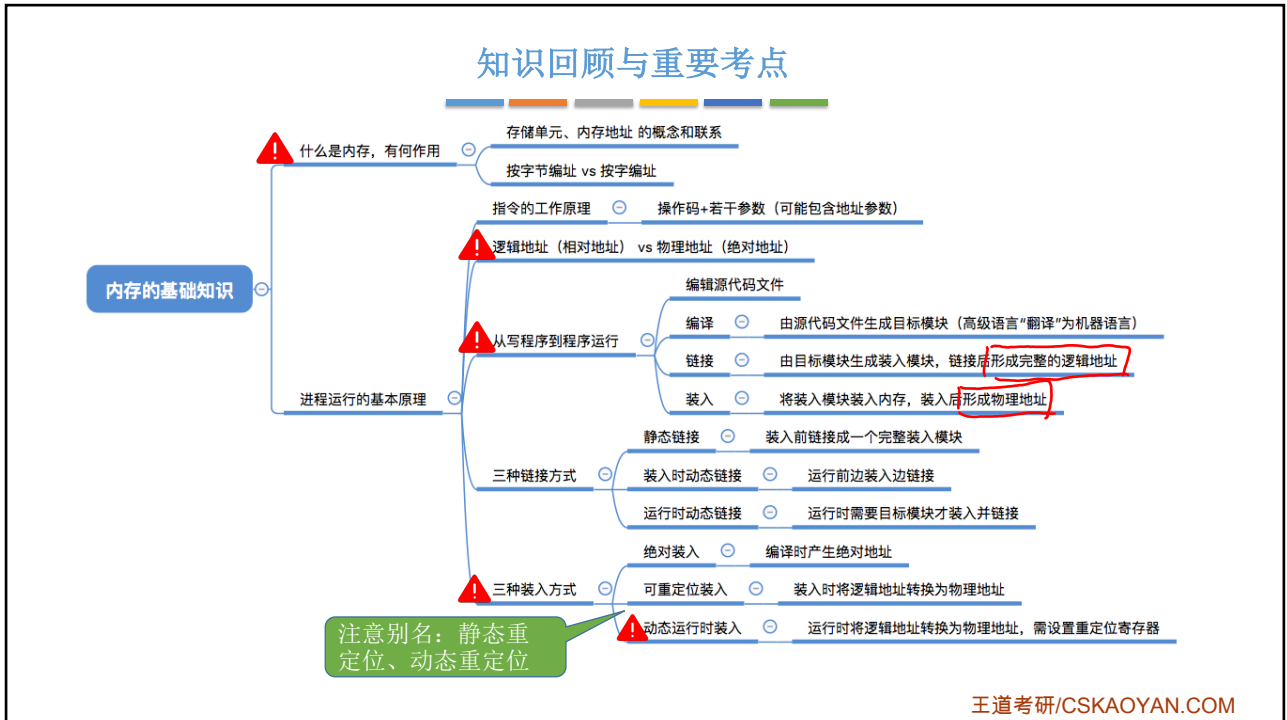 知识回顾与重要考点
什么是内存，有何作用
存储单元、内存地址 的概念和联系
按字节编址 vs 按字编址
指令的工作原理
操作码+若干参数（可能包含地址参数）
逻辑地址（相对地址） vs 物理地址（绝对地址）
内存的基础知识
编辑源代码文件
编译
由源代码文件生成目标模块（高级语言“翻译”为机器语言）
从写程序到程序运行
链接
由目标模块生成装入模块，链接后形成完整的逻辑地址
装入
将装入模块装入内存，装入后形成物理地址
进程运行的基本原理
静态链接
装入前链接成一个完整装入模块
三种链接方式
装入时动态链接
运行前边装入边链接
运行时动态链接
运行时需要目标模块才装入并链接
绝对装入
编译时产生绝对地址
三种装入方式
可重定位装入
装入时将逻辑地址转换为物理地址
动态运行时装入
运行时将逻辑地址转换为物理地址，需设置重定位寄存器
注意别名：静态重
定位、动态重定位
王道考研/CSKAOYAN.COM